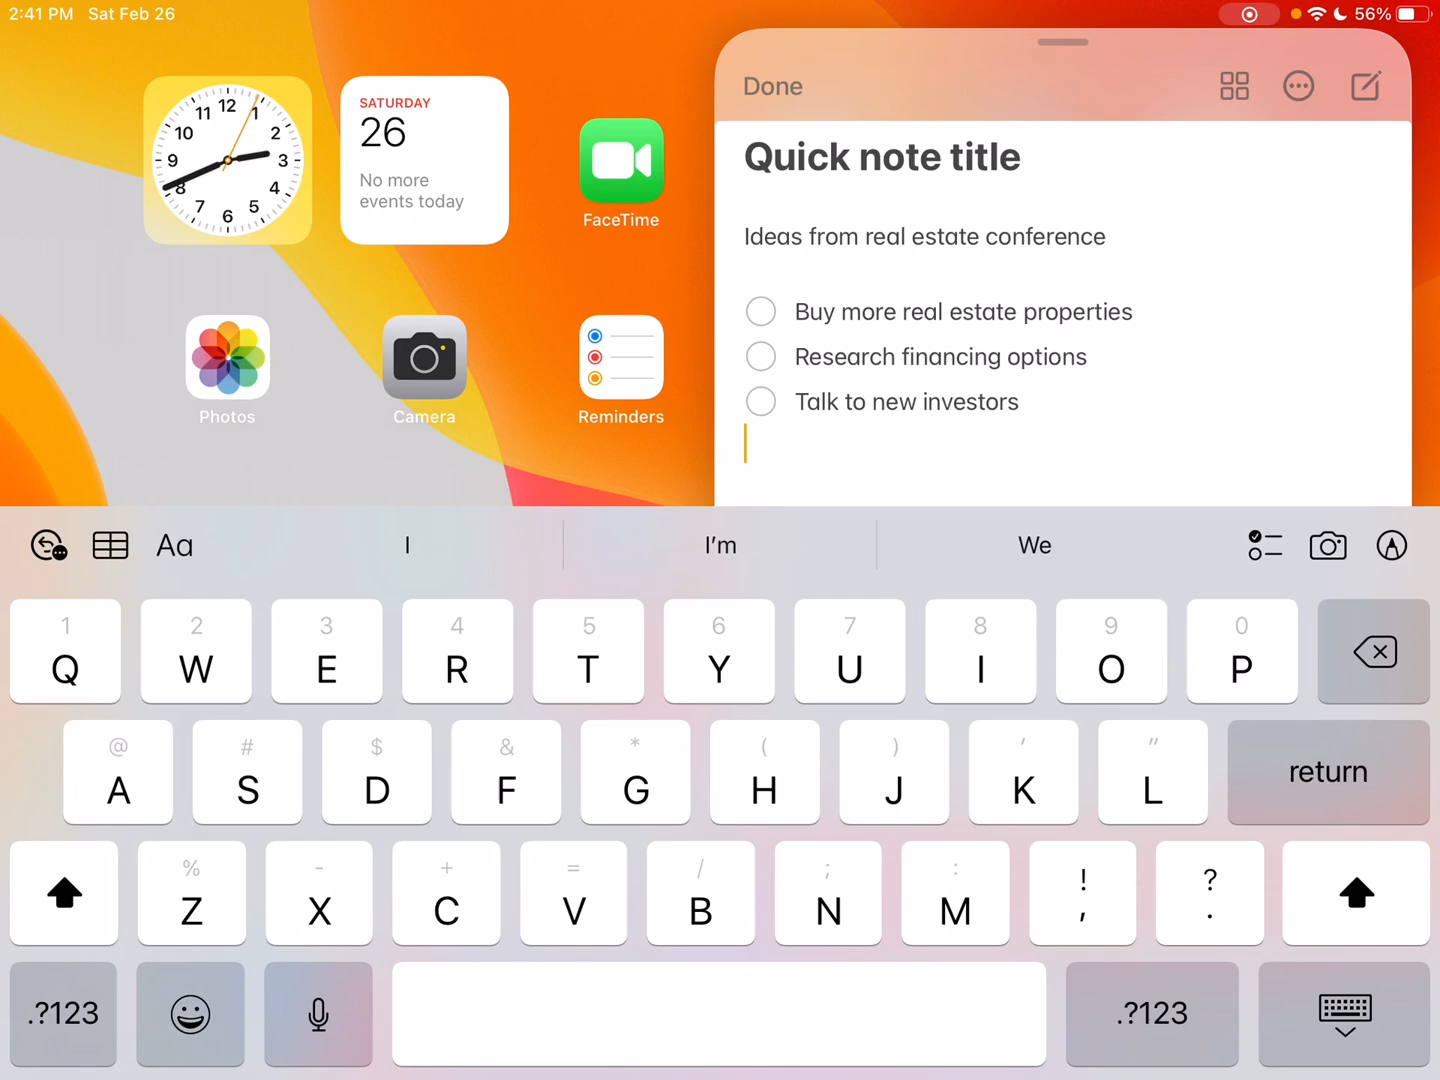 2:41 PM Sat Feb 26
56%
12
1
2
3
4
5
6
7
8
9
10
11
SATURDAY
26
No more
events today
FaceTime
Photos
Camera
Reminders
Done
Quick note title
Ideas from real estate conference
Buy more real estate properties
Research financing options
Talk to new investors
Aa
I
I’m
We
1 2 3 4 5 6 7 8 9 0
Q W E R T Y U I O P
@ # $ & * ( ) ' "
A S D F G H J K L
return
% - + = / ; : ! ?
Z X C V B N M , .
.?123
.?123